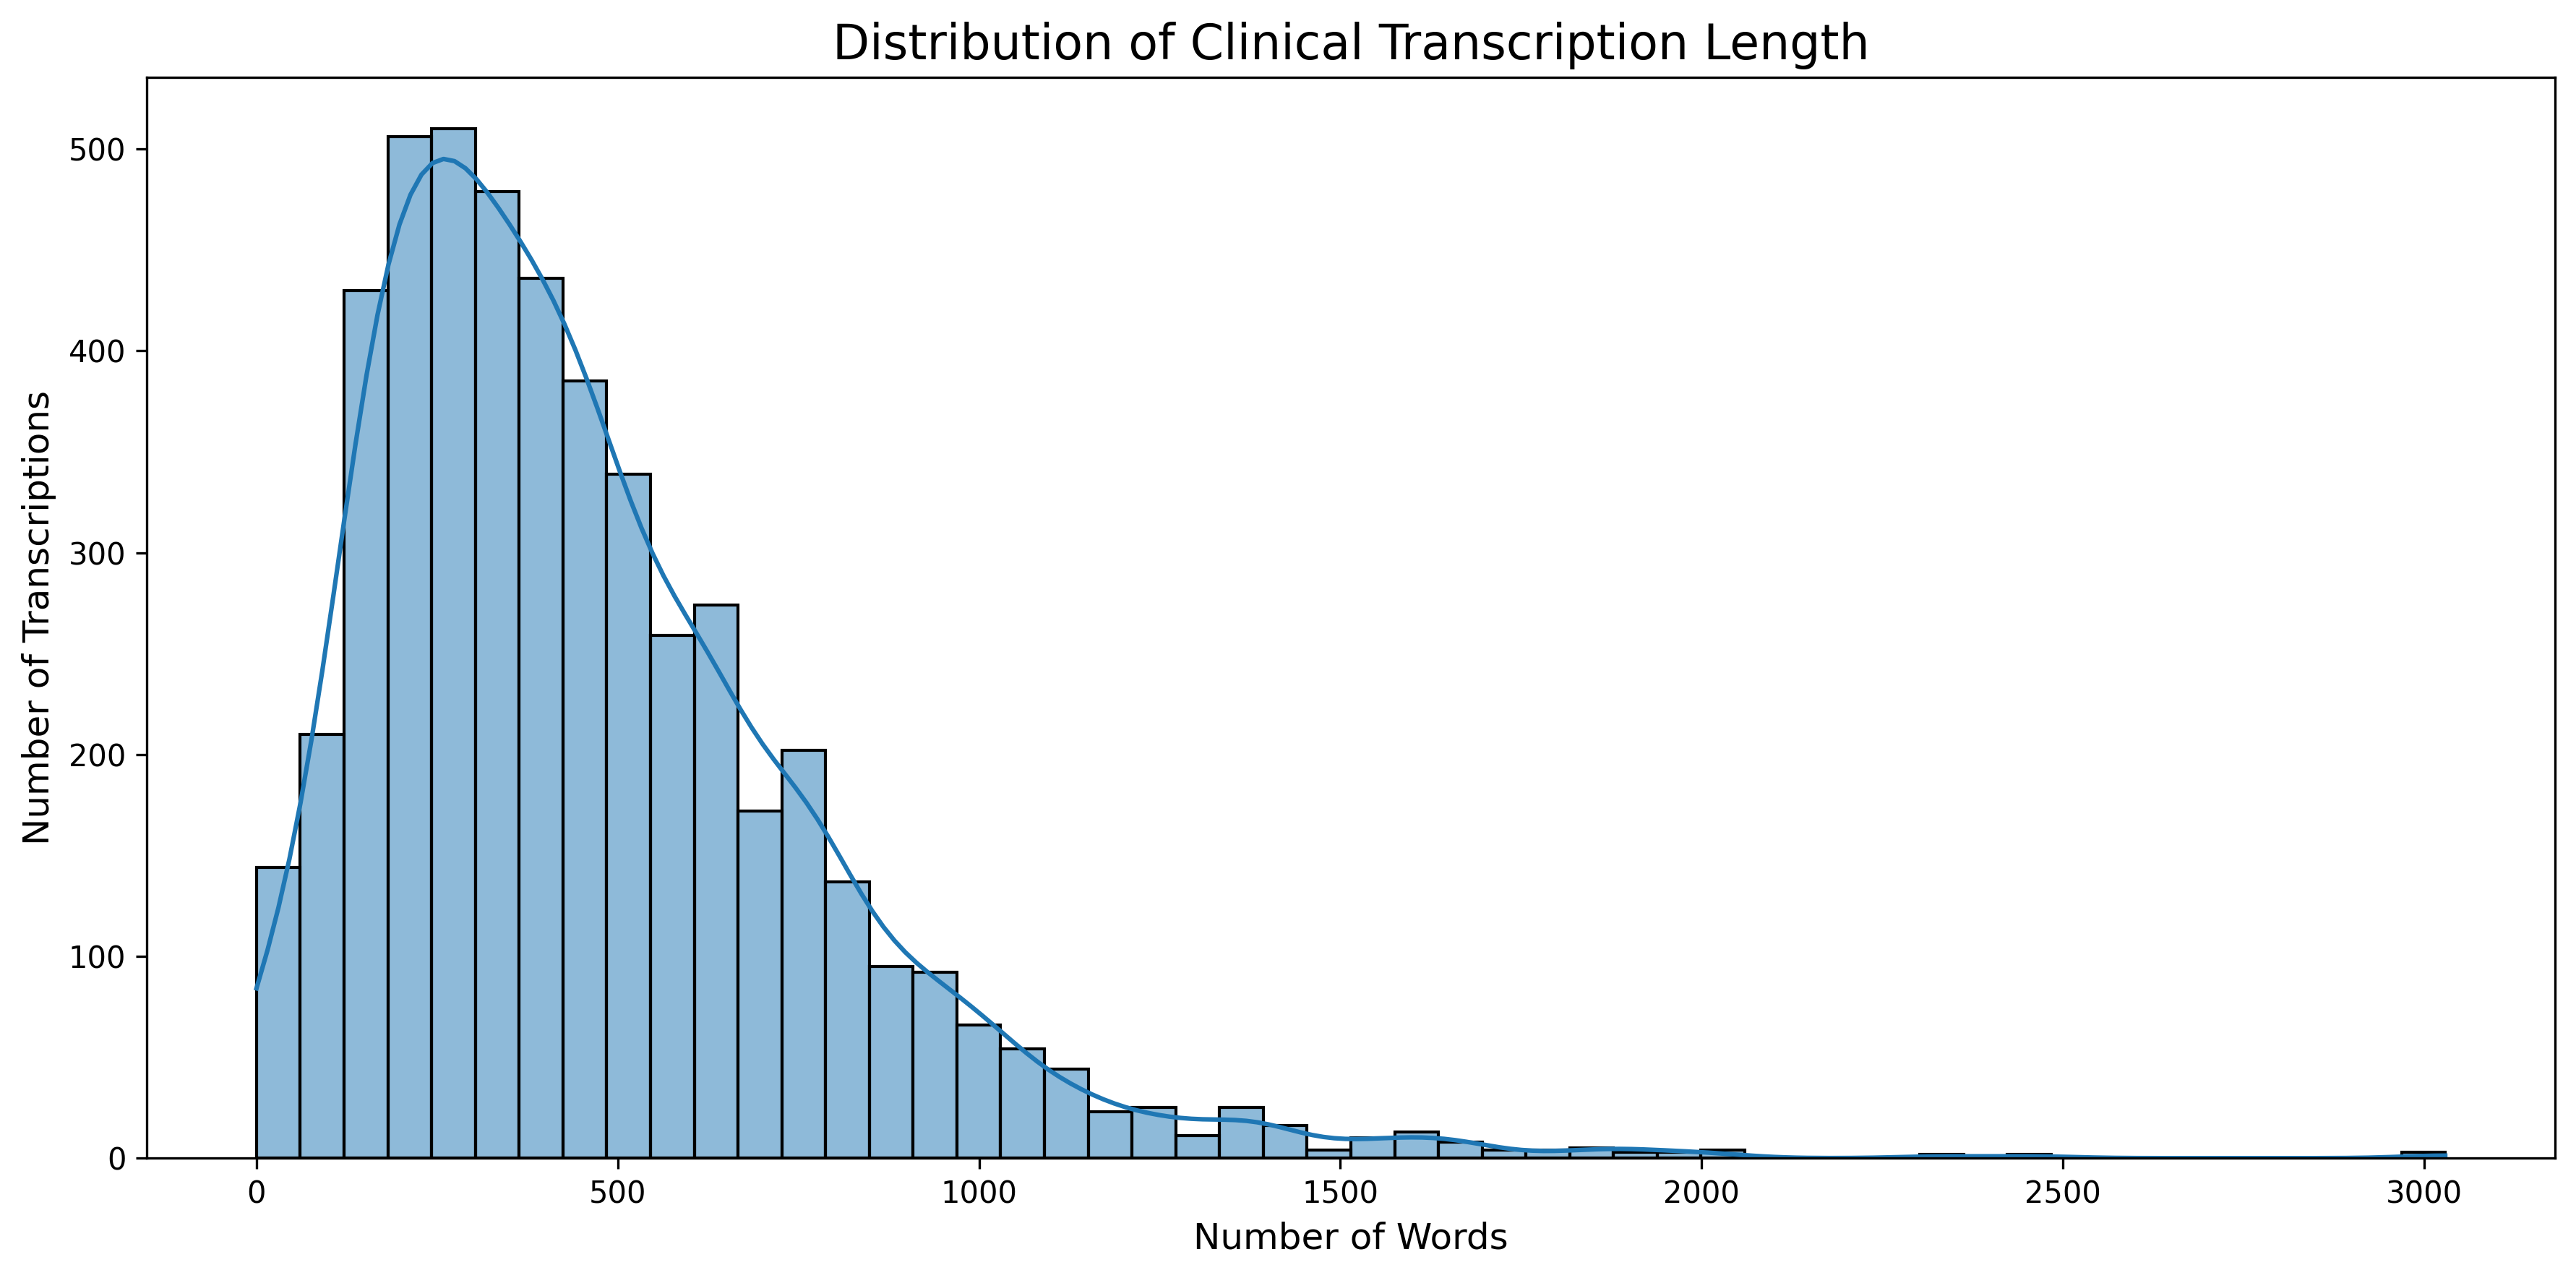 Distribution of Clinical Transcription Length
Number of Transcriptions
500
400
300
200
100
0
0 500 1000 1500 2000 2500 3000
Number of Words